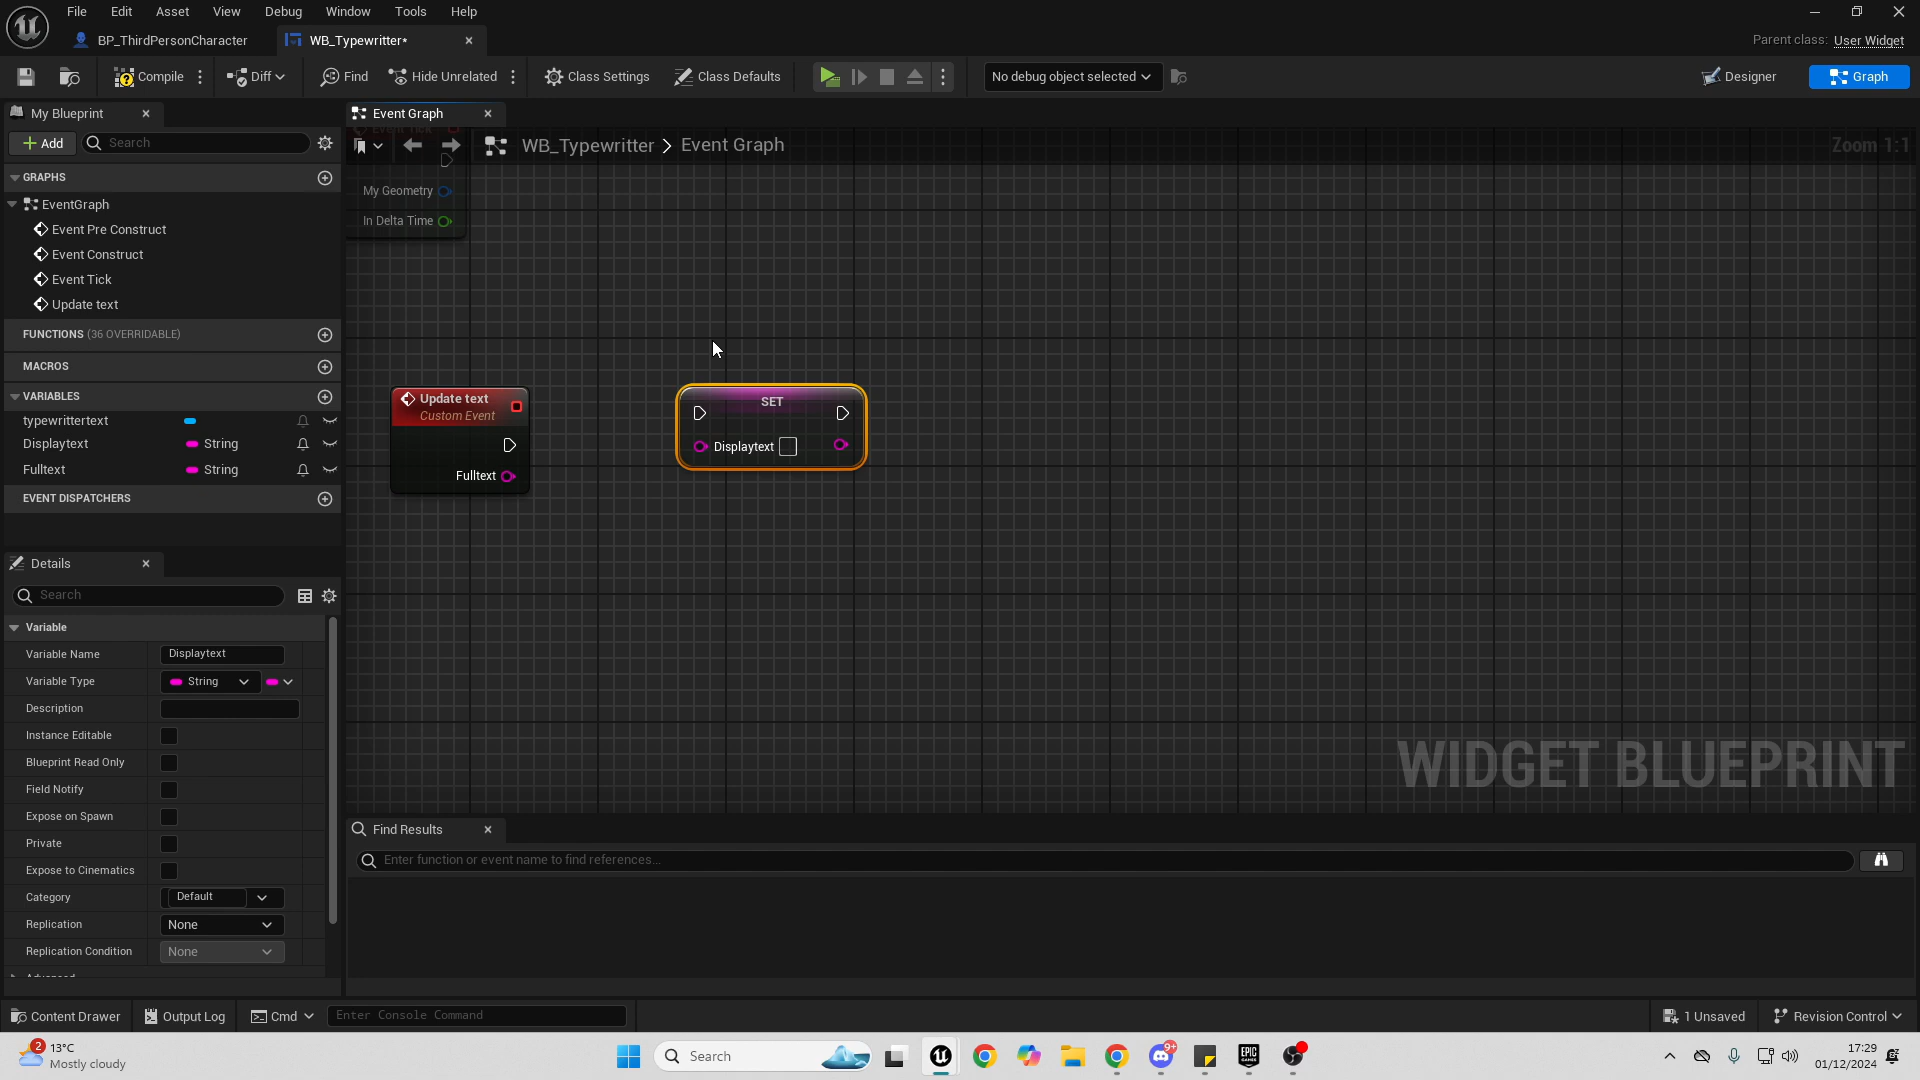 File Edit Asset View Debug Window Tools Help
BP_ThirdPersonCharacter
WB_Typewritter*
Parent class: User Widget
Compile
Diff
Find
Hide Unrelated
Class Settings
Class Defaults
No debug object selected
Designer
Graph
My Blueprint
Event Graph
Add
Search
WB_Typewritter > Event Graph
Zoom 1:1
GRAPHS
EventGraph
Event Pre Construct
Event Construct
Event Tick
Update text
FUNCTIONS (36 OVERRIDABLE)
MACROS
VARIABLES
typewrittertext
Displaytext String
Fulltext String
EVENT DISPATCHERS
Event Tick
My Geometry
In Delta Time
Update text
Custom Event
Fulltext
SET
Displaytext
WIDGET BLUEPRINT
Details
Search
Variable
Variable Name Displaytext
Variable Type String
Description
Instance Editable
Blueprint Read Only
Field Notify
Expose on Spawn
Private
Expose to Cinematics
Category Default
Replication None
Replication Condition None
Advanced
Find Results
Enter function or event name to find references...
Content Drawer
Output Log
Cmd
Enter Console Command
1 Unsaved
Revision Control
2
13°C
Mostly cloudy
Search
9+
EPIC
GAMES
17:29
01/12/2024